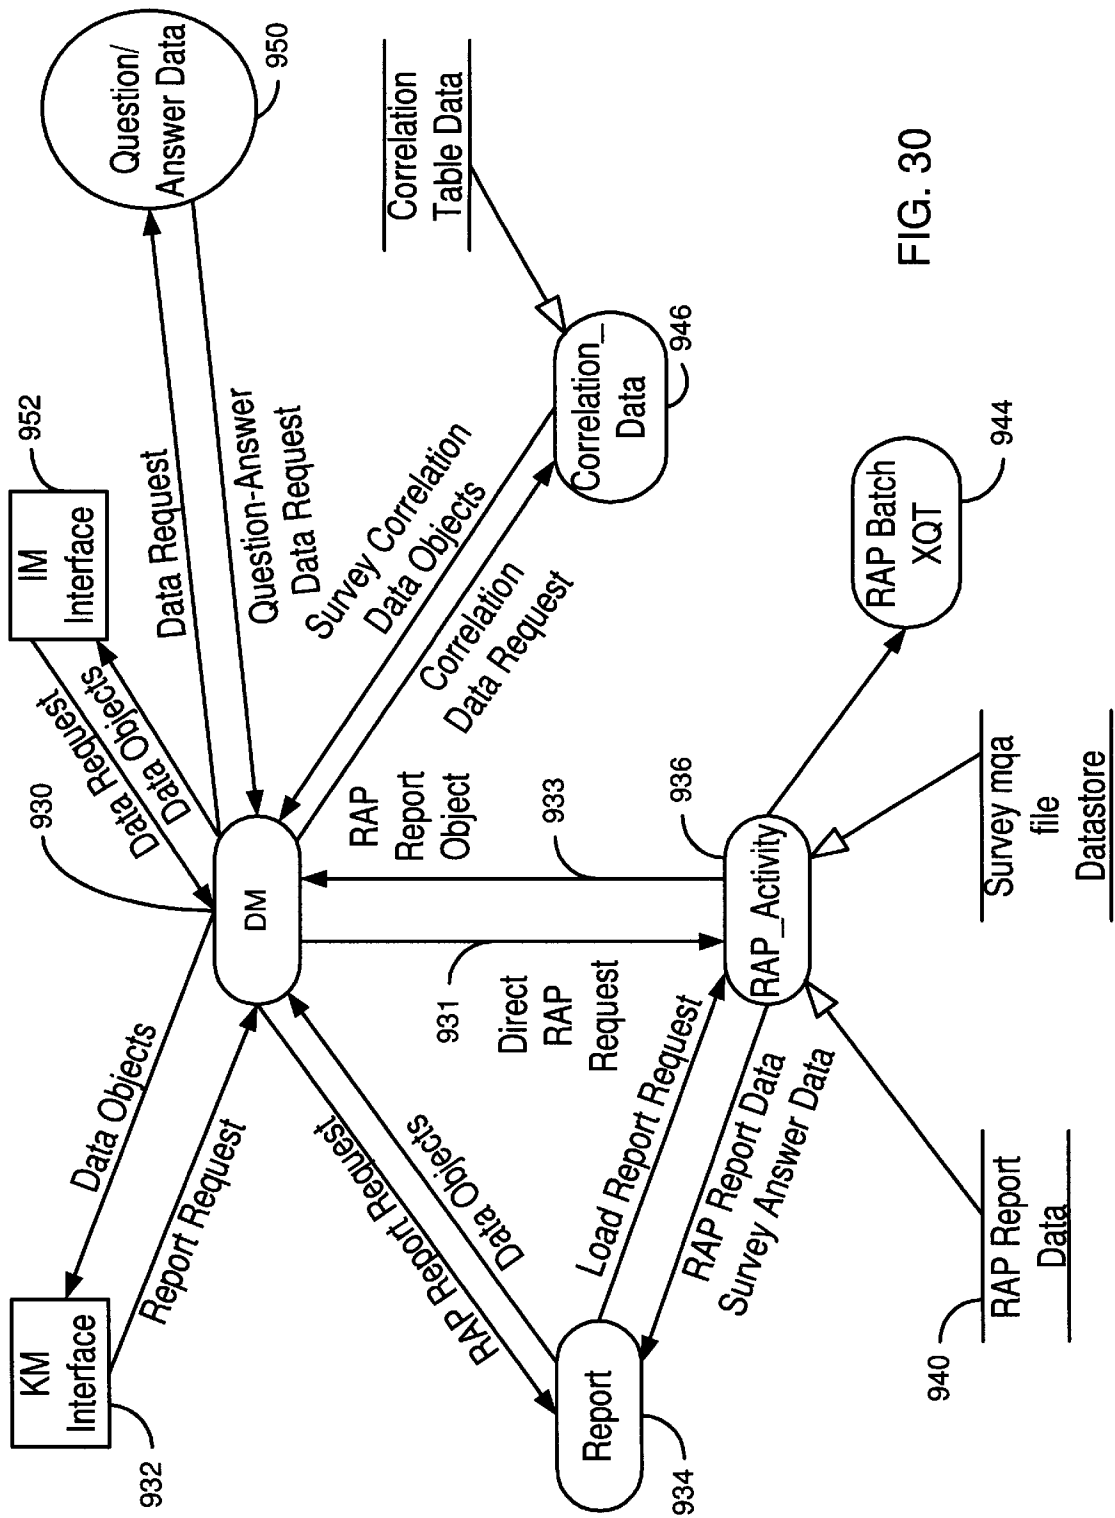 KM
Interface
932
Data Objects
Report Request
930
Data Request
Data Objects
IM
Interface
952
Data Request
Question-Answer
Data Request
Question/
Answer Data
950
DM
RAP Report Request
Data Objects
931
Direct
RAP
Request
RAP
Report
Object
933
Survey Correlation
Data Objects
Correlation
Data Request
Correlation_
Data
946
Correlation
Table Data
Report
934
Load Report Request
RAP Report Data
Survey Answer Data
RAP_Activity
936
RAP Batch
XQT
944
940
RAP Report
Data
Survey mqa
file
Datastore
FIG. 30